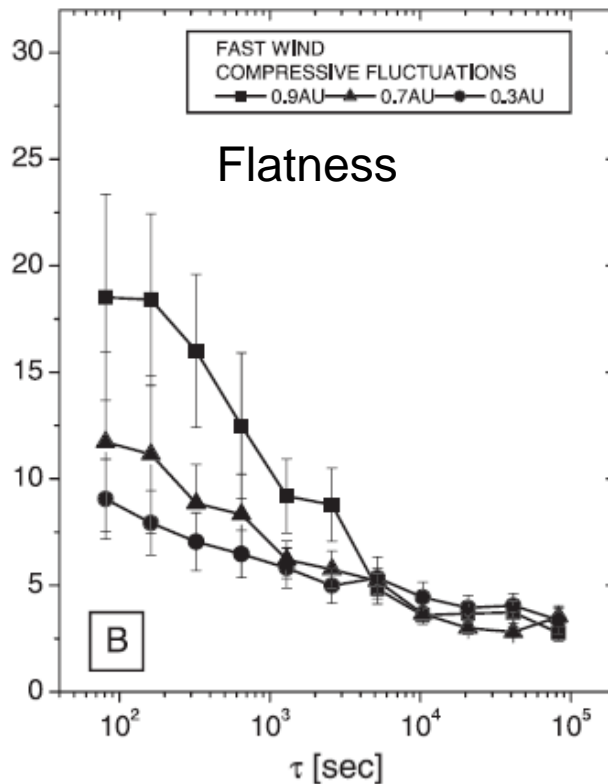 FAST WIND
COMPRESSIVE FLUCTUATIONS
0.9AU 0.7AU 0.3AU
Flatness
30
25
20
15
10
5
0
B
10² 10³ 10⁴ 10⁵
τ [sec]